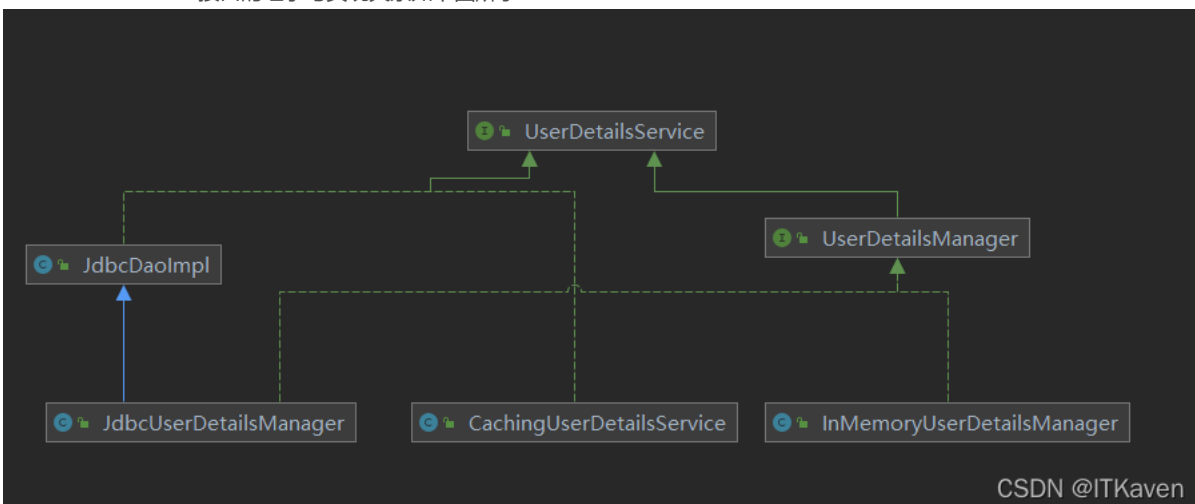 UserDetailsService
UserDetailsManager
JdbcDaoImpl
JdbcUserDetailsManager
CachingUserDetailsService
InMemoryUserDetailsManager
CSDN @ITKaven